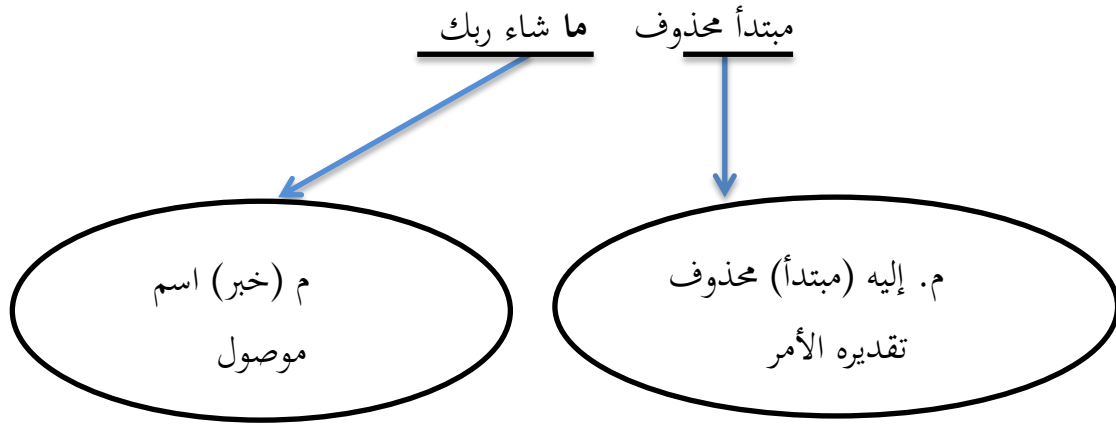 مبتدأ محذوف ما شاء ربك
م. إليه (مبتدأ) محذوف
تقديره الأمر
م (خبر) اسم
موصول